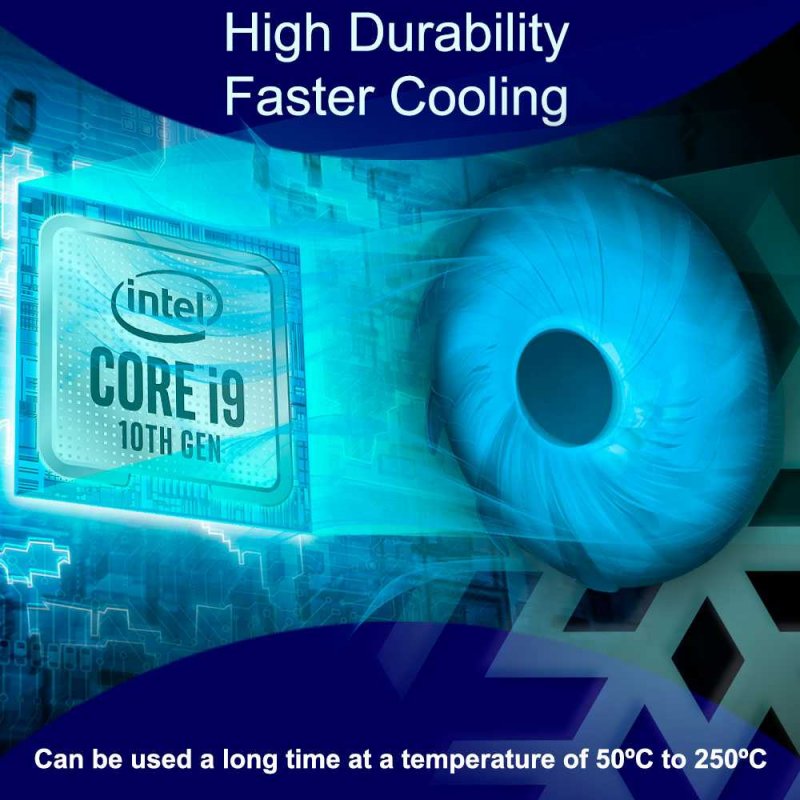 High Durability
Faster Cooling
intel®
CORE i9
10TH GEN
Can be used a long time at a temperature of 50ºC to 250ºC